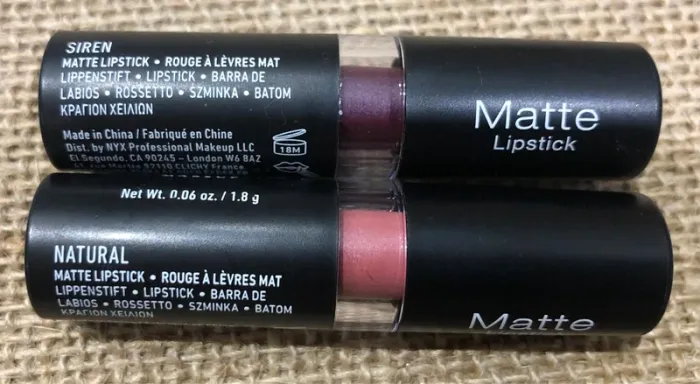 SIREN
MATTE LIPSTICK • ROUGE À LÈVRES MAT
LIPPENSTIFT • LIPSTICK • BARRA DE
LABIOS • ROSSETTO • SZMINKA • BATOM
ΚΡΑΓΙΟΝ ΧΕΙΛΙΩΝ
Made in China / Fabriqué en Chine
Dist. by NYX Professional Makeup LLC
El Segundo, CA 90245 - London W6 8AZ
CLICHY France
18M
Matte
Lipstick
Net Wt. 0.06 oz. / 1.8 g
NATURAL
MATTE LIPSTICK • ROUGE À LÈVRES MAT
LIPPENSTIFT • LIPSTICK • BARRA DE
LABIOS • ROSSETTO • SZMINKA • BATOM
ΚΡΑΓΙΟΝ ΧΕΙΛΙΩΝ
Matte